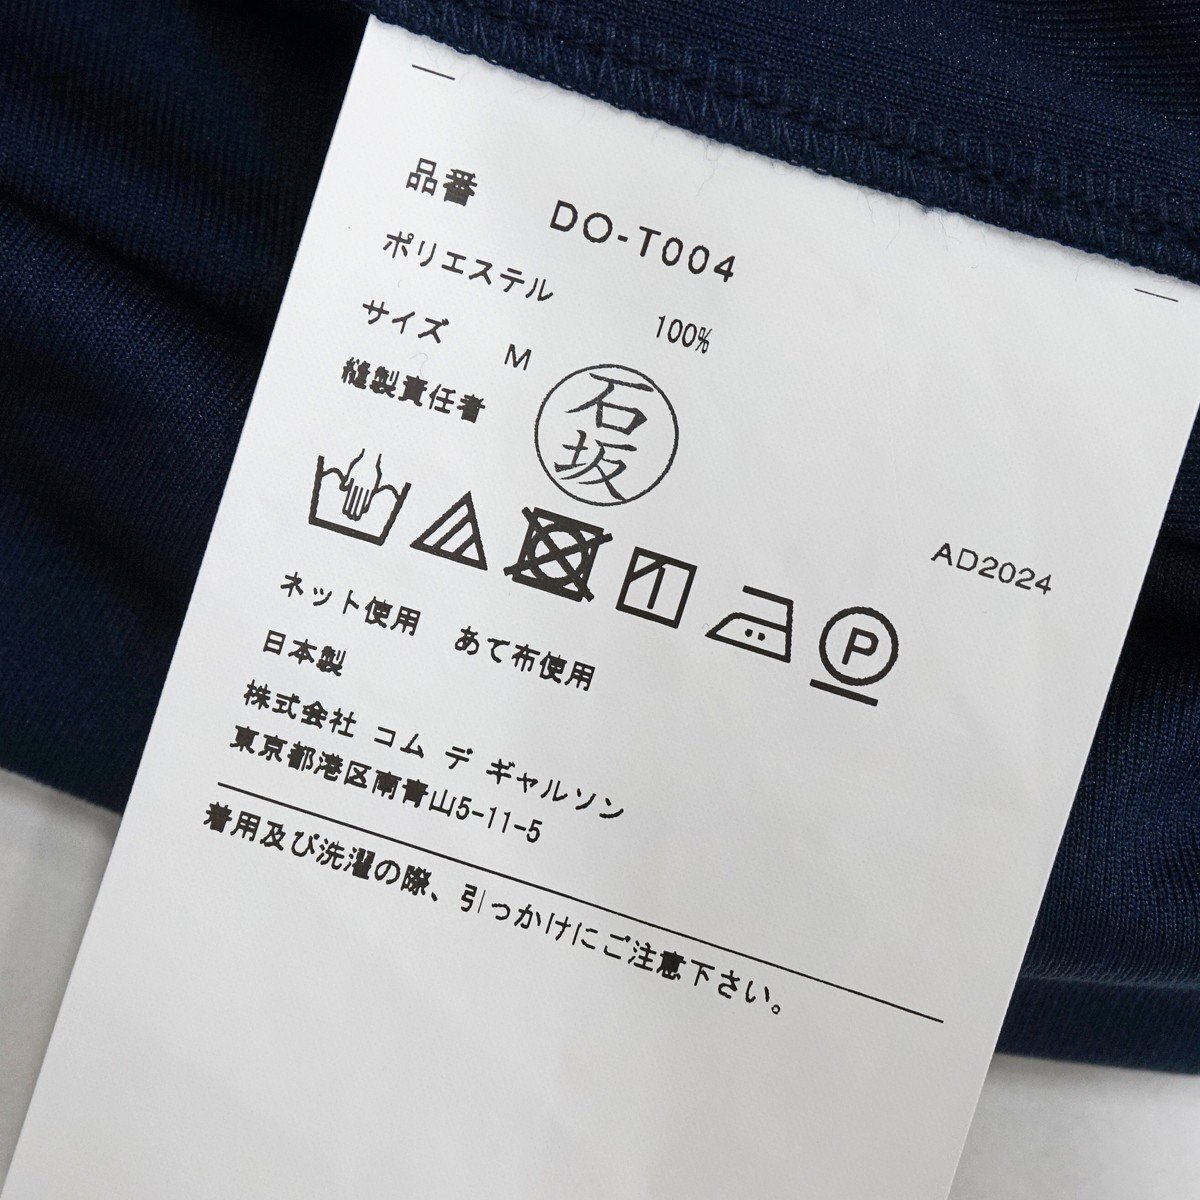 品番 DO-T004
ポリエステル 100%
サイズ M
縫製責任者 石坂
AD2024
P
ネット使用 あて布使用
日本製
株式会社 コム デ ギャルソン
東京都港区南青山5-11-5
着用及び洗濯の際、引っかけにご注意下さい。